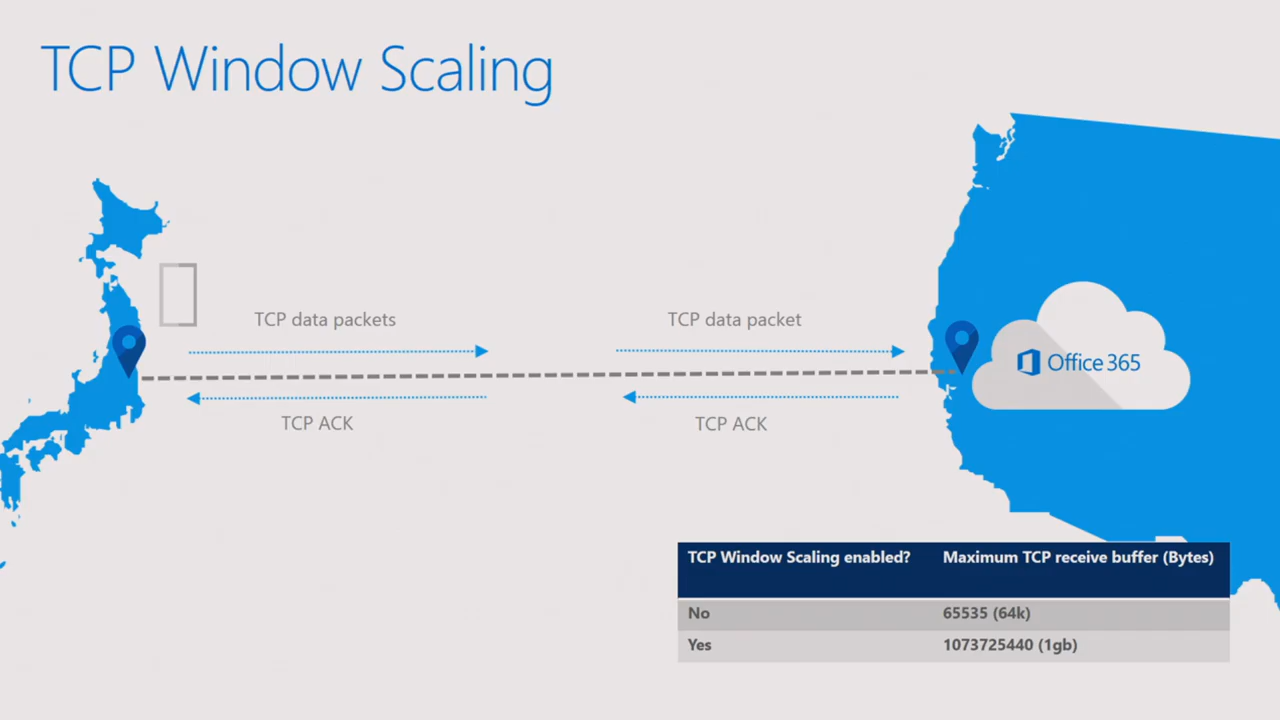 TCP Window Scaling
TCP data packets
TCP data packet
Office 365
TCP ACK
TCP ACK
TCP Window Scaling enabled? Maximum TCP receive buffer (Bytes)
No 65535 (64k)
Yes 1073725440 (1gb)